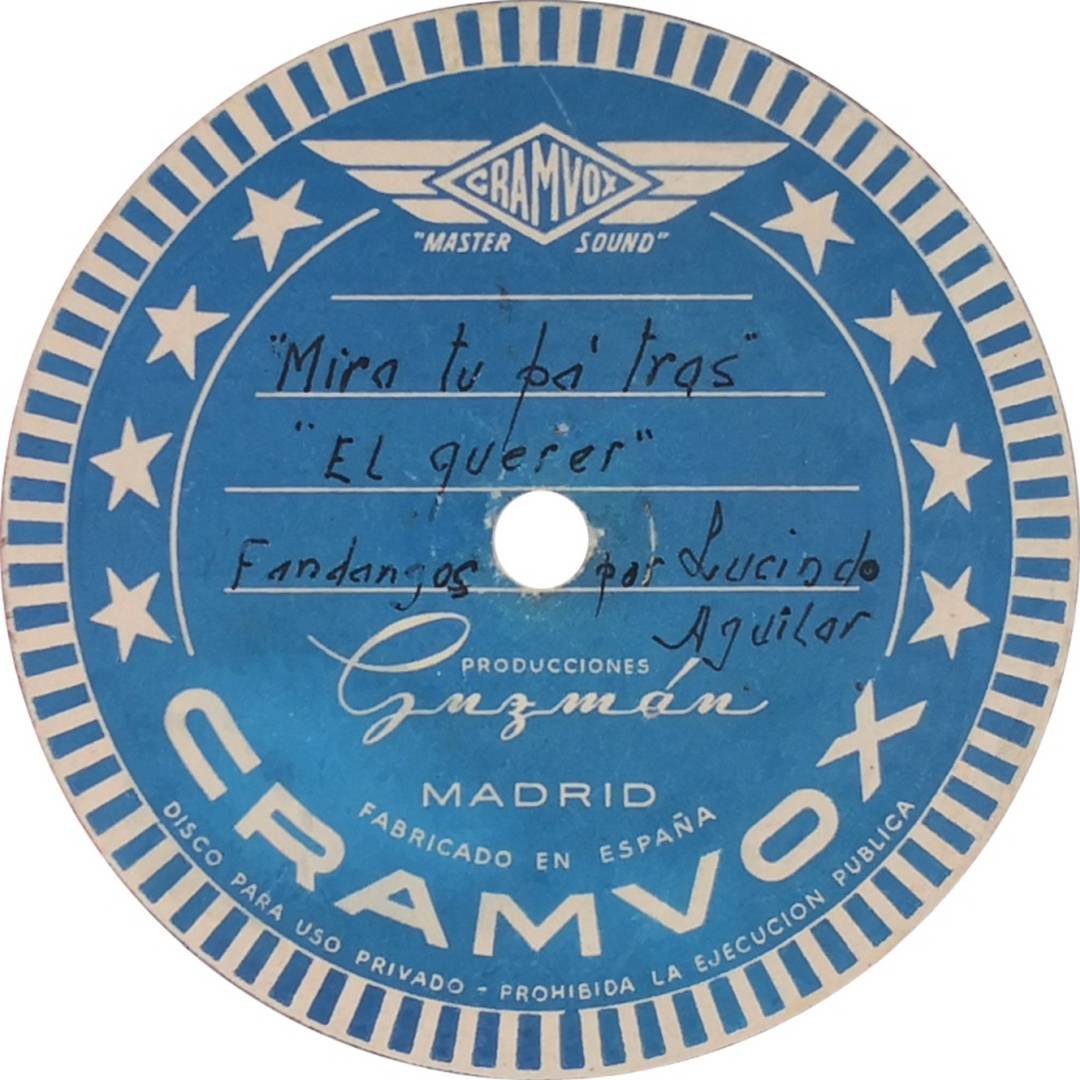 CRAMVOX
"MASTER SOUND"
"Mira tu pa' tras"
"El querer"
Fandangos por Lucindo
Aguilar
PRODUCCIONES
Guzmán
MADRID
FABRICADO EN ESPAÑA
CRAMVOX
DISCO PARA USO PRIVADO - PROHIBIDA LA EJECUCION PUBLICA